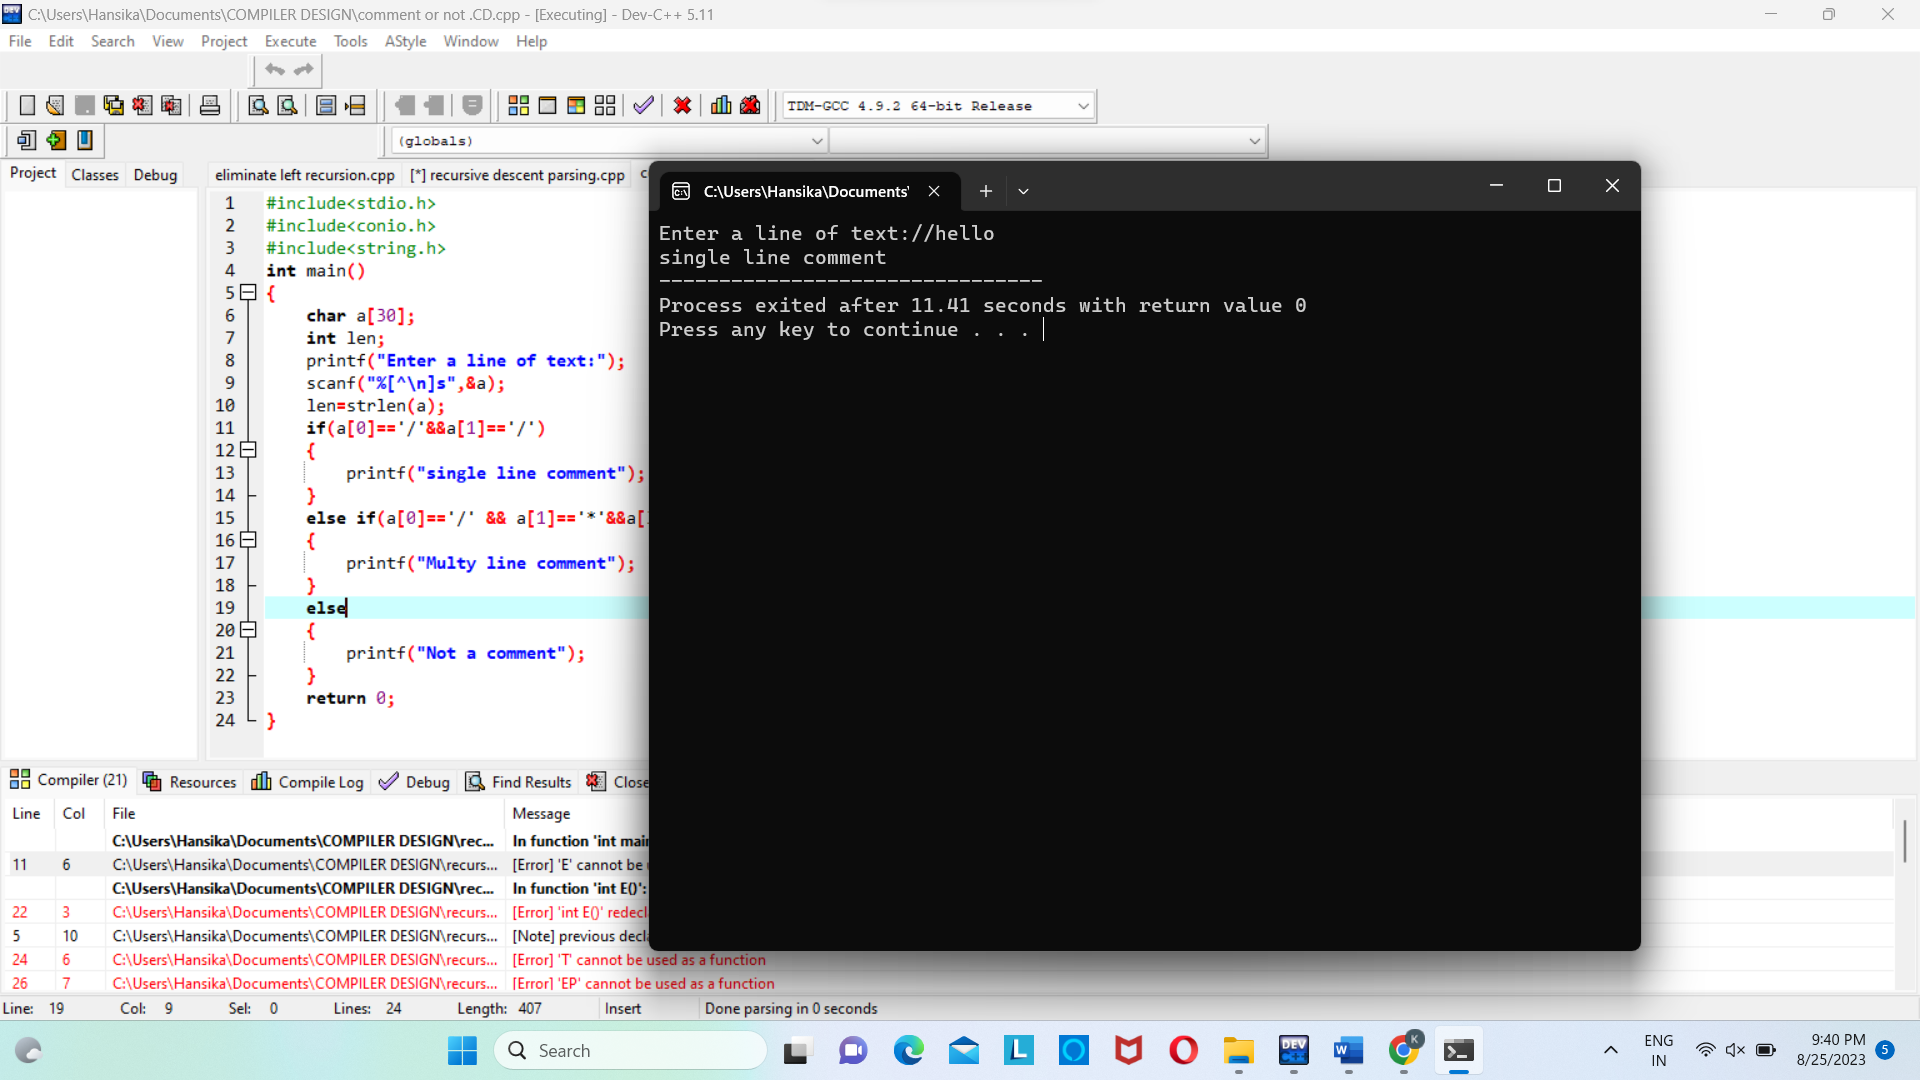 C:\Users\Hansika\Documents\COMPILER DESIGN\comment or not .CD.cpp - [Executing] - Dev-C++ 5.11
File Edit Search View Project Execute Tools AStyle Window Help
TDM-GCC 4.9.2 64-bit Release
(globals)
Project Classes Debug
eliminate left recursion.cpp [*] recursive descent parsing.cpp
1 #include<stdio.h>
2 #include<conio.h>
3 #include<string.h>
4 int main()
5 {
6 char a[30];
7 int len;
8 printf("Enter a line of text:");
9 scanf("%[^\n]s",&a);
10 len=strlen(a);
11 if(a[0]=='/'&&a[1]=='/')
12 {
13 printf("single line comment");
14 }
15 else if(a[0]=='/' && a[1]=='*'&&a[
16 {
17 printf("Multy line comment");
18 }
19 else
20 {
21 printf("Not a comment");
22 }
23 return 0;
24 }
C:\Users\Hansika\Documents'
Enter a line of text://hello
single line comment
--------------------------------
Process exited after 11.41 seconds with return value 0
Press any key to continue . . .
Compiler (21) Resources Compile Log Debug Find Results Close
Line Col File Message
C:\Users\Hansika\Documents\COMPILER DESIGN\rec... In function 'int main
11 6 C:\Users\Hansika\Documents\COMPILER DESIGN\recurs... [Error] 'E' cannot be
C:\Users\Hansika\Documents\COMPILER DESIGN\rec... In function 'int E()':
22 3 C:\Users\Hansika\Documents\COMPILER DESIGN\recurs... [Error] 'int E()' redecl
5 10 C:\Users\Hansika\Documents\COMPILER DESIGN\recurs... [Note] previous decl
24 6 C:\Users\Hansika\Documents\COMPILER DESIGN\recurs... [Error] 'T' cannot be used as a function
26 7 C:\Users\Hansika\Documents\COMPILER DESIGN\recurs... [Error] 'EP' cannot be used as a function
Line: 19 Col: 9 Sel: 0 Lines: 24 Length: 407 Insert Done parsing in 0 seconds
Search
ENG
IN
9:40 PM
8/25/2023
5